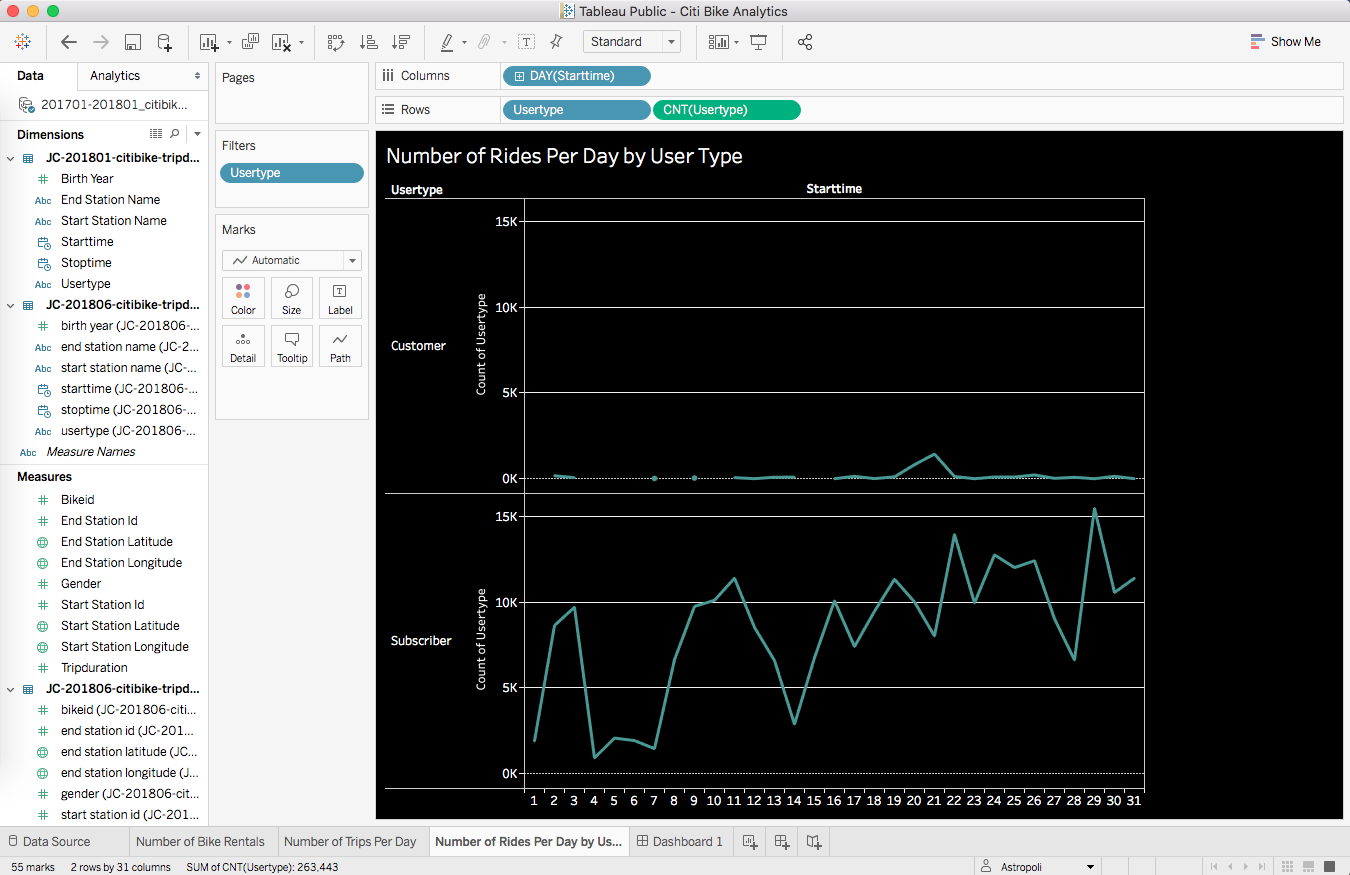 Tableau Public - Citi Bike Analytics
Standard
Show Me
Data
Analytics
201701-201801_citibik...
Dimensions
JC-201801-citibike-tripd...
Birth Year
Abc End Station Name
Abc Start Station Name
Starttime
Stoptime
Abc Usertype
JC-201806-citibike-tripd...
birth year (JC-201806-...
Abc end station name (JC-2...
Abc start station name (JC-...
starttime (JC-201806-...
stoptime (JC-201806-...
Abc usertype (JC-201806-...
Abc Measure Names
Measures
Bikeid
End Station Id
End Station Latitude
End Station Longitude
Gender
Start Station Id
Start Station Latitude
Start Station Longitude
Tripduration
JC-201806-citibike-tripd...
bikeid (JC-201806-citi...
end station id (JC-201...
end station latitude (JC...
end station longitude (J...
gender (JC-201806-cit...
start station id (JC-201...
Pages
Filters
Usertype
Marks
Automatic
Color Size Label
Detail Tooltip Path
Columns DAY(Starttime)
Rows Usertype CNT(Usertype)
Number of Rides Per Day by User Type
Usertype
Starttime
Customer
Count of Usertype
15K
10K
5K
0K
Subscriber
Count of Usertype
15K
10K
5K
0K
1 2 3 4 5 6 7 8 9 10 11 12 13 14 15 16 17 18 19 20 21 22 23 24 25 26 27 28 29 30 31
Data Source
Number of Bike Rentals
Number of Trips Per Day
Number of Rides Per Day by Us...
Dashboard 1
55 marks
2 rows by 31 columns
SUM of CNT(Usertype): 263,443
Astropoli